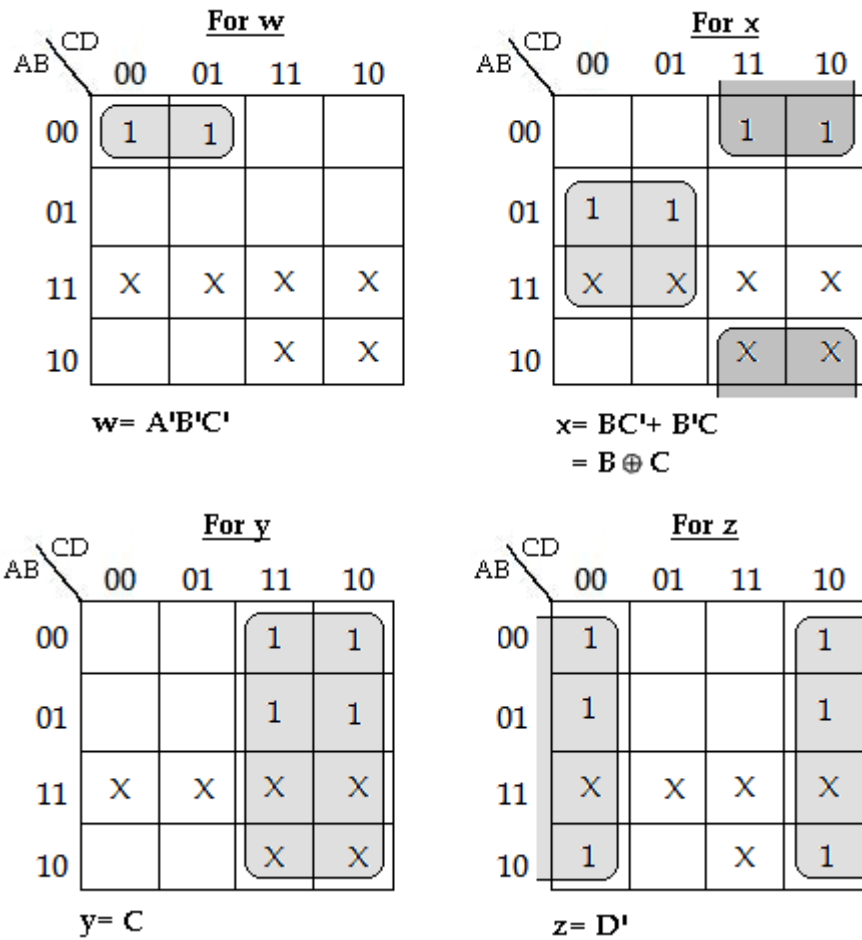 For w
CD
AB 00 01 11 10
00 1 1
01
11 X X X X
10 X X
w= A'B'C'
For x
CD
AB 00 01 11 10
00 1 1
01 1 1
11 X X X X
10 X X
x= BC'+ B'C
= B ⊕ C
For y
CD
AB 00 01 11 10
00 1 1
01 1 1
11 X X X X
10 X X
y= C
For z
CD
AB 00 01 11 10
00 1 1
01 1 1
11 X X X X
10 1 X 1
z= D'